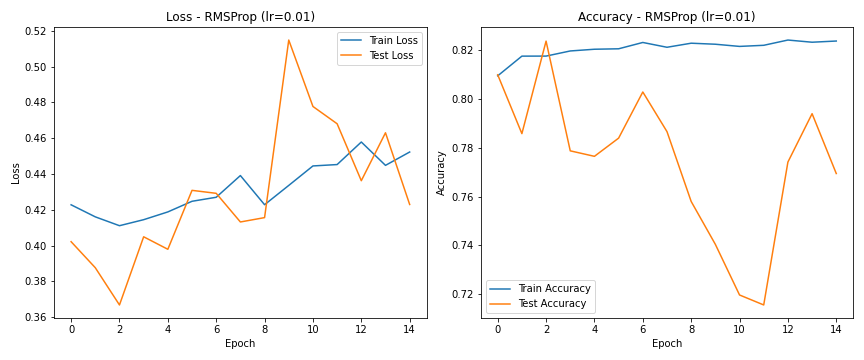 Loss - RMSProp (lr=0.01)
0.52
0.50
0.48
0.46
0.44
0.42
0.40
0.38
0.36
Loss
Train Loss
Test Loss
0 2 4 6 8 10 12 14
Epoch
Accuracy - RMSProp (lr=0.01)
0.82
0.80
0.78
0.76
0.74
0.72
Accuracy
Train Accuracy
Test Accuracy
0 2 4 6 8 10 12 14
Epoch